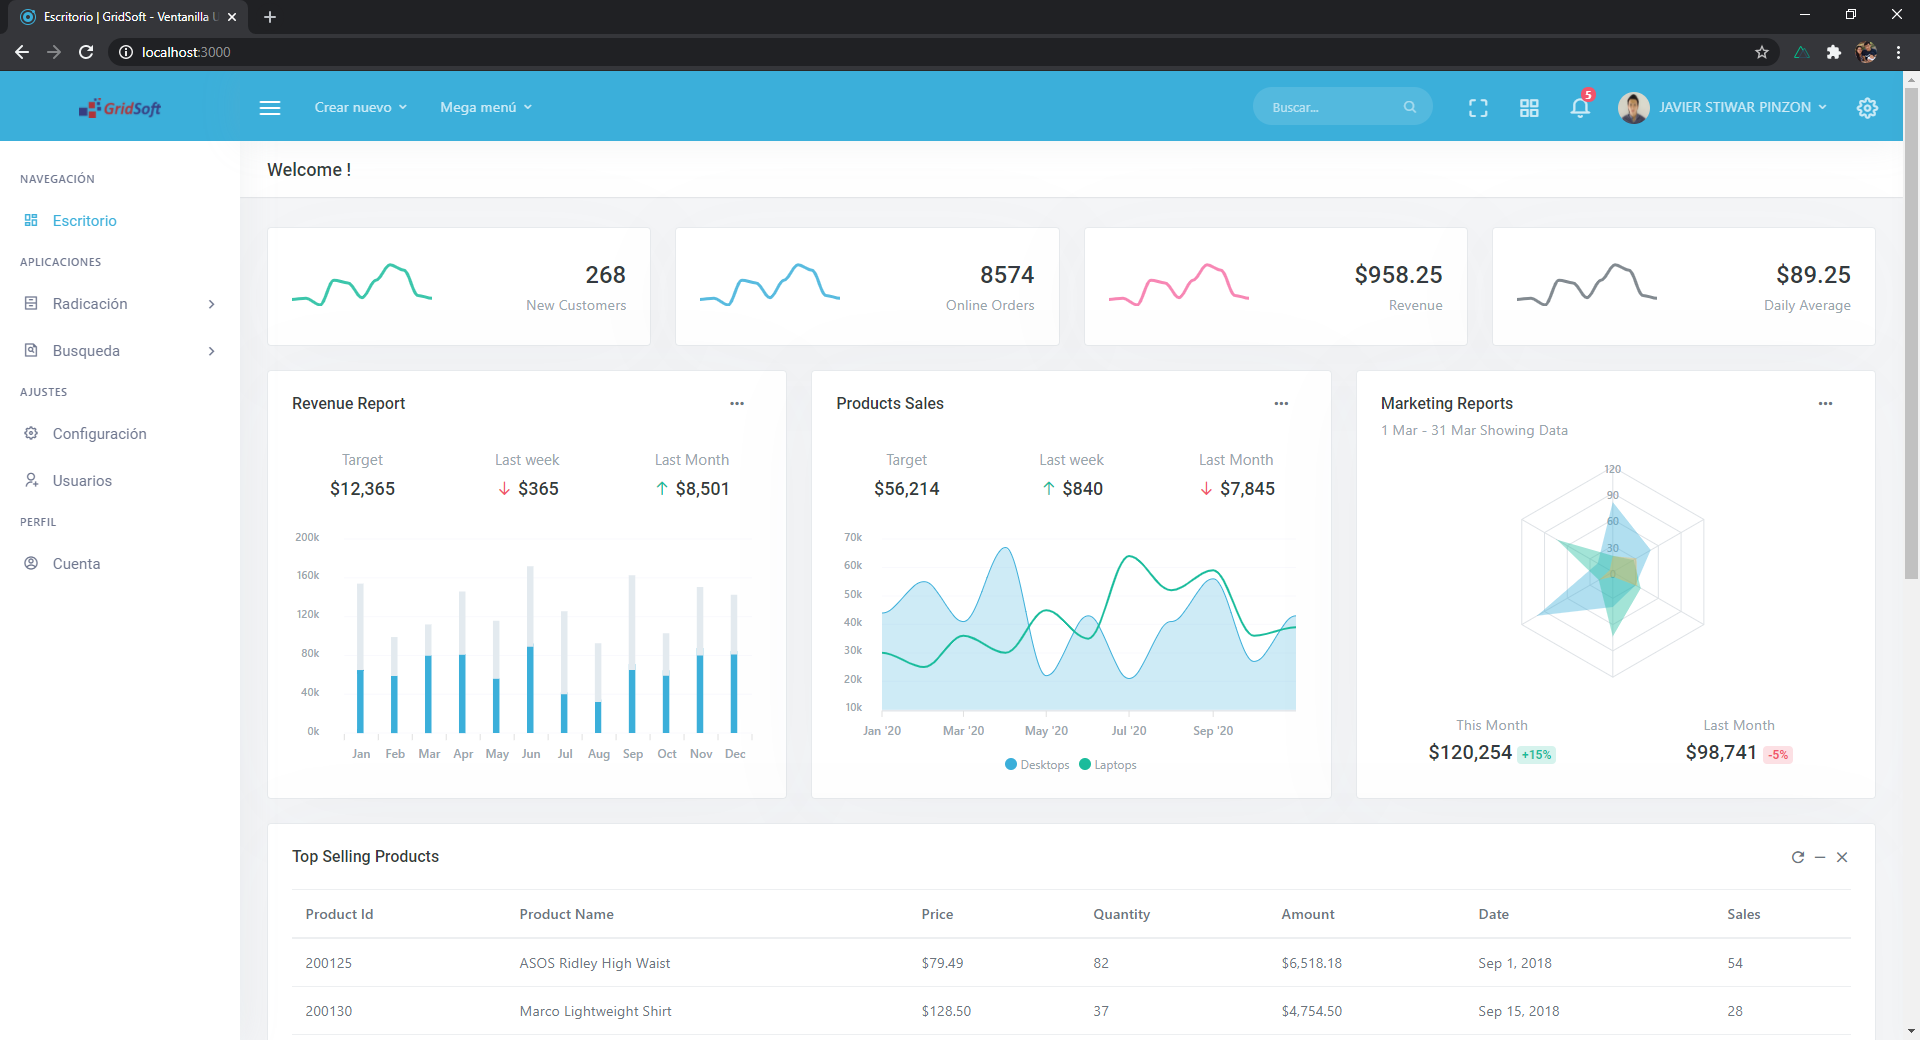 Escritorio | GridSoft - Ventanilla
localhost:3000
GridSoft
Crear nuevo
Mega menú
Buscar...
5
JAVIER STIWAR PINZON
NAVEGACIÓN
Escritorio
APLICACIONES
Radicación
Busqueda
AJUSTES
Configuración
Usuarios
PERFIL
Cuenta
Welcome !
268
New Customers
8574
Online Orders
$958.25
Revenue
$89.25
Daily Average
Revenue Report
Target Last week Last Month
$12,365 $365 $8,501
200k
160k
120k
80k
40k
0k
Jan Feb Mar Apr May Jun Jul Aug Sep Oct Nov Dec
Products Sales
Target Last week Last Month
$56,214 $840 $7,845
70k
60k
50k
40k
30k
20k
10k
Jan '20 Mar '20 May '20 Jul '20 Sep '20
Desktops Laptops
Marketing Reports
1 Mar - 31 Mar Showing Data
120
90
60
30
0
This Month Last Month
$120,254 +15% $98,741 -5%
Top Selling Products
Product Id Product Name Price Quantity Amount Date Sales
200125 ASOS Ridley High Waist $79.49 82 $6,518.18 Sep 1, 2018 54
200130 Marco Lightweight Shirt $128.50 37 $4,754.50 Sep 15, 2018 28